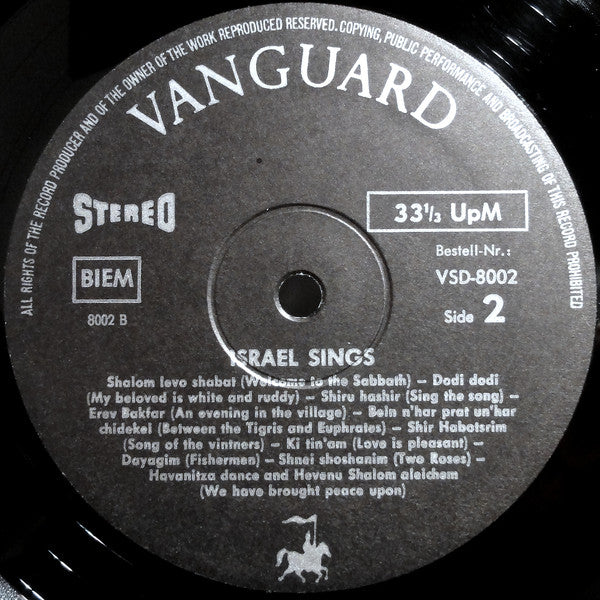 ALL RIGHTS OF THE RECORD PRODUCER AND OF THE OWNER OF THE WORK REPRODUCED RESERVED. COPYING, PUBLIC PERFORMANCE AND BROADCASTING OF THIS RECORD PROHIBITED
VANGUARD
STEREO
33 1/3 UpM
Bestell-Nr.:
BIEM
VSD-8002
8002 B
Side 2
ISRAEL SINGS
Shalom levo shabat (Welcome to the Sabbath) – Dodi dodi
(My beloved is white and ruddy) – Shiru hashir (Sing the song) –
Erev Bakfar (An evening in the village) – Bein n'har prat un'har
chidekel (Between the Tigris and Euphrates) – Shir Habotsrim
(Song of the vintners) – Ki tin'am (Love is pleasant) –
Dayagim (Fishermen) – Shnei shoshanim (Two Roses) –
Havanitza dance and Hevenu Shalom aleichem
(We have brought peace upon)